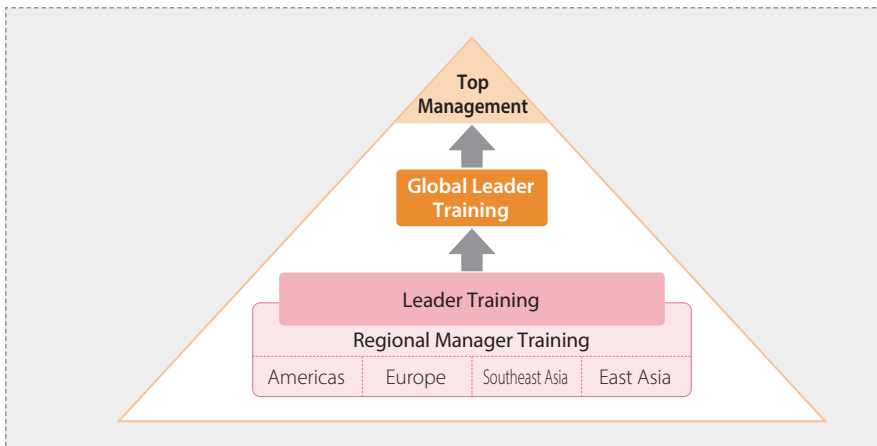 Top
Management
Global Leader
Training
Leader Training
Regional Manager Training
Americas
Europe
Southeast Asia
East Asia